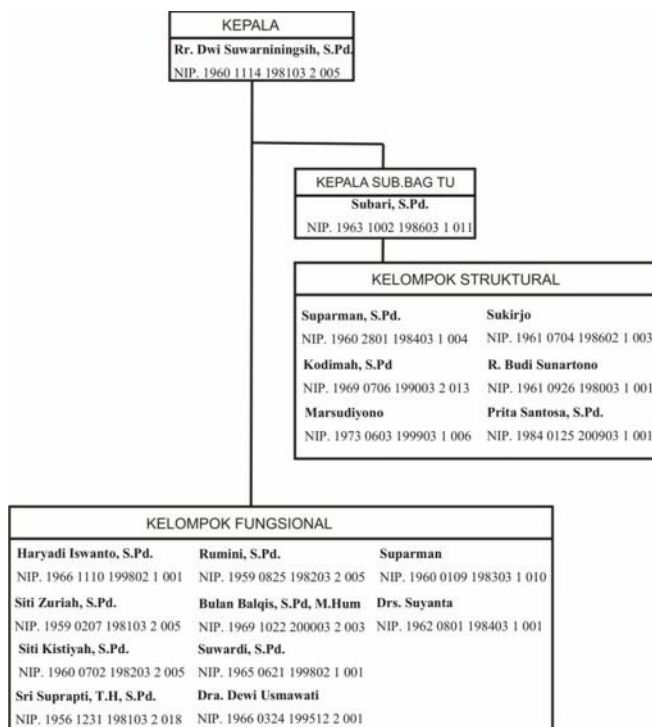 KEPALA
Rr. Dwi Suwarniningsih, S.Pd.
NIP. 1960 1114 198103 2 005
KEPALA SUB.BAG TU
Subari, S.Pd.
NIP. 1963 1002 198603 1 011
KELOMPOK STRUKTURAL
Suparman, S.Pd.
NIP. 1960 2801 198403 1 004
Kodimah, S.Pd
NIP. 1969 0706 199003 2 013
Marsudiyono
NIP. 1973 0603 199903 1 006
Sukirjo
NIP. 1961 0704 198602 1 003
R. Budi Sunartono
NIP. 1961 0926 198003 1 001
Prita Santosa, S.Pd.
NIP. 1984 0125 200903 1 001
KELOMPOK FUNGSIONAL
Haryadi Iswanto, S.Pd.
NIP. 1966 1110 199802 1 001
Siti Zuriah, S.Pd.
NIP. 1959 0207 198103 2 005
Siti Kistiyah, S.Pd.
NIP. 1960 0702 198203 2 005
Sri Suprapti, T.H, S.Pd.
NIP. 1956 1231 198103 2 018
Rumini, S.Pd.
NIP. 1959 0825 198203 2 005
Bulan Balqis, S.Pd, M.Hum
NIP. 1969 1022 200003 2 003
Suwardi, S.Pd.
NIP. 1965 0621 199802 1 001
Dra. Dewi Usmawati
NIP. 1966 0324 199512 2 001
Suparman
NIP. 1960 0109 198303 1 010
Drs. Suyanta
NIP. 1962 0801 198403 1 001